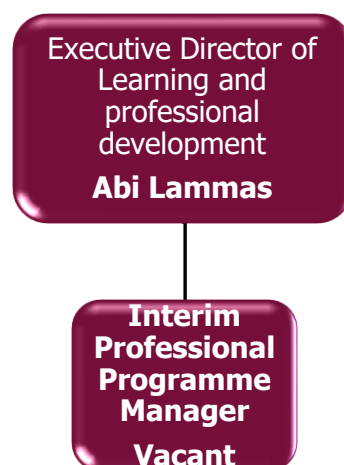 Executive Director of
Learning and
professional
development
Abi Lammas
Interim
Professional
Programme
Manager
Vacant